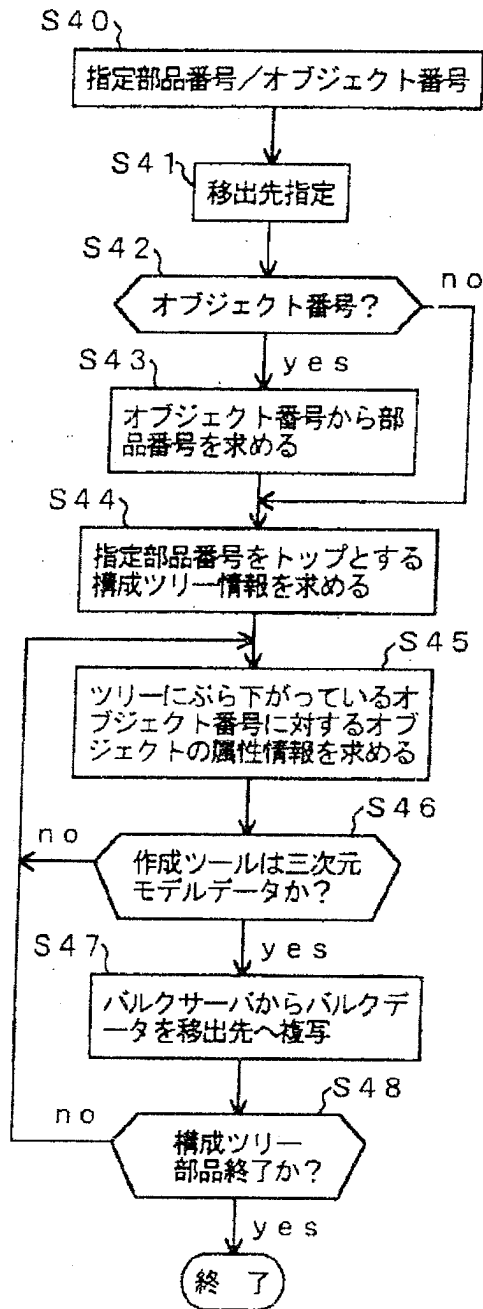 S40
指定部品番号/オブジェクト番号
S41
移出先指定
S42
オブジェクト番号?
no
yes
S43
オブジェクト番号から部
品番号を求める
S44
指定部品番号をトップとする
構成ツリー情報を求める
S45
ツリーにぶら下がっているオ
ブジェクト番号に対するオブ
ジェクトの属性情報を求める
S46
no
作成ツールは三次元
モデルデータか?
yes
S47
バルクサーバからバルクデ
ータを移出先へ複写
S48
no
構成ツリー
部品終了か?
yes
終 了